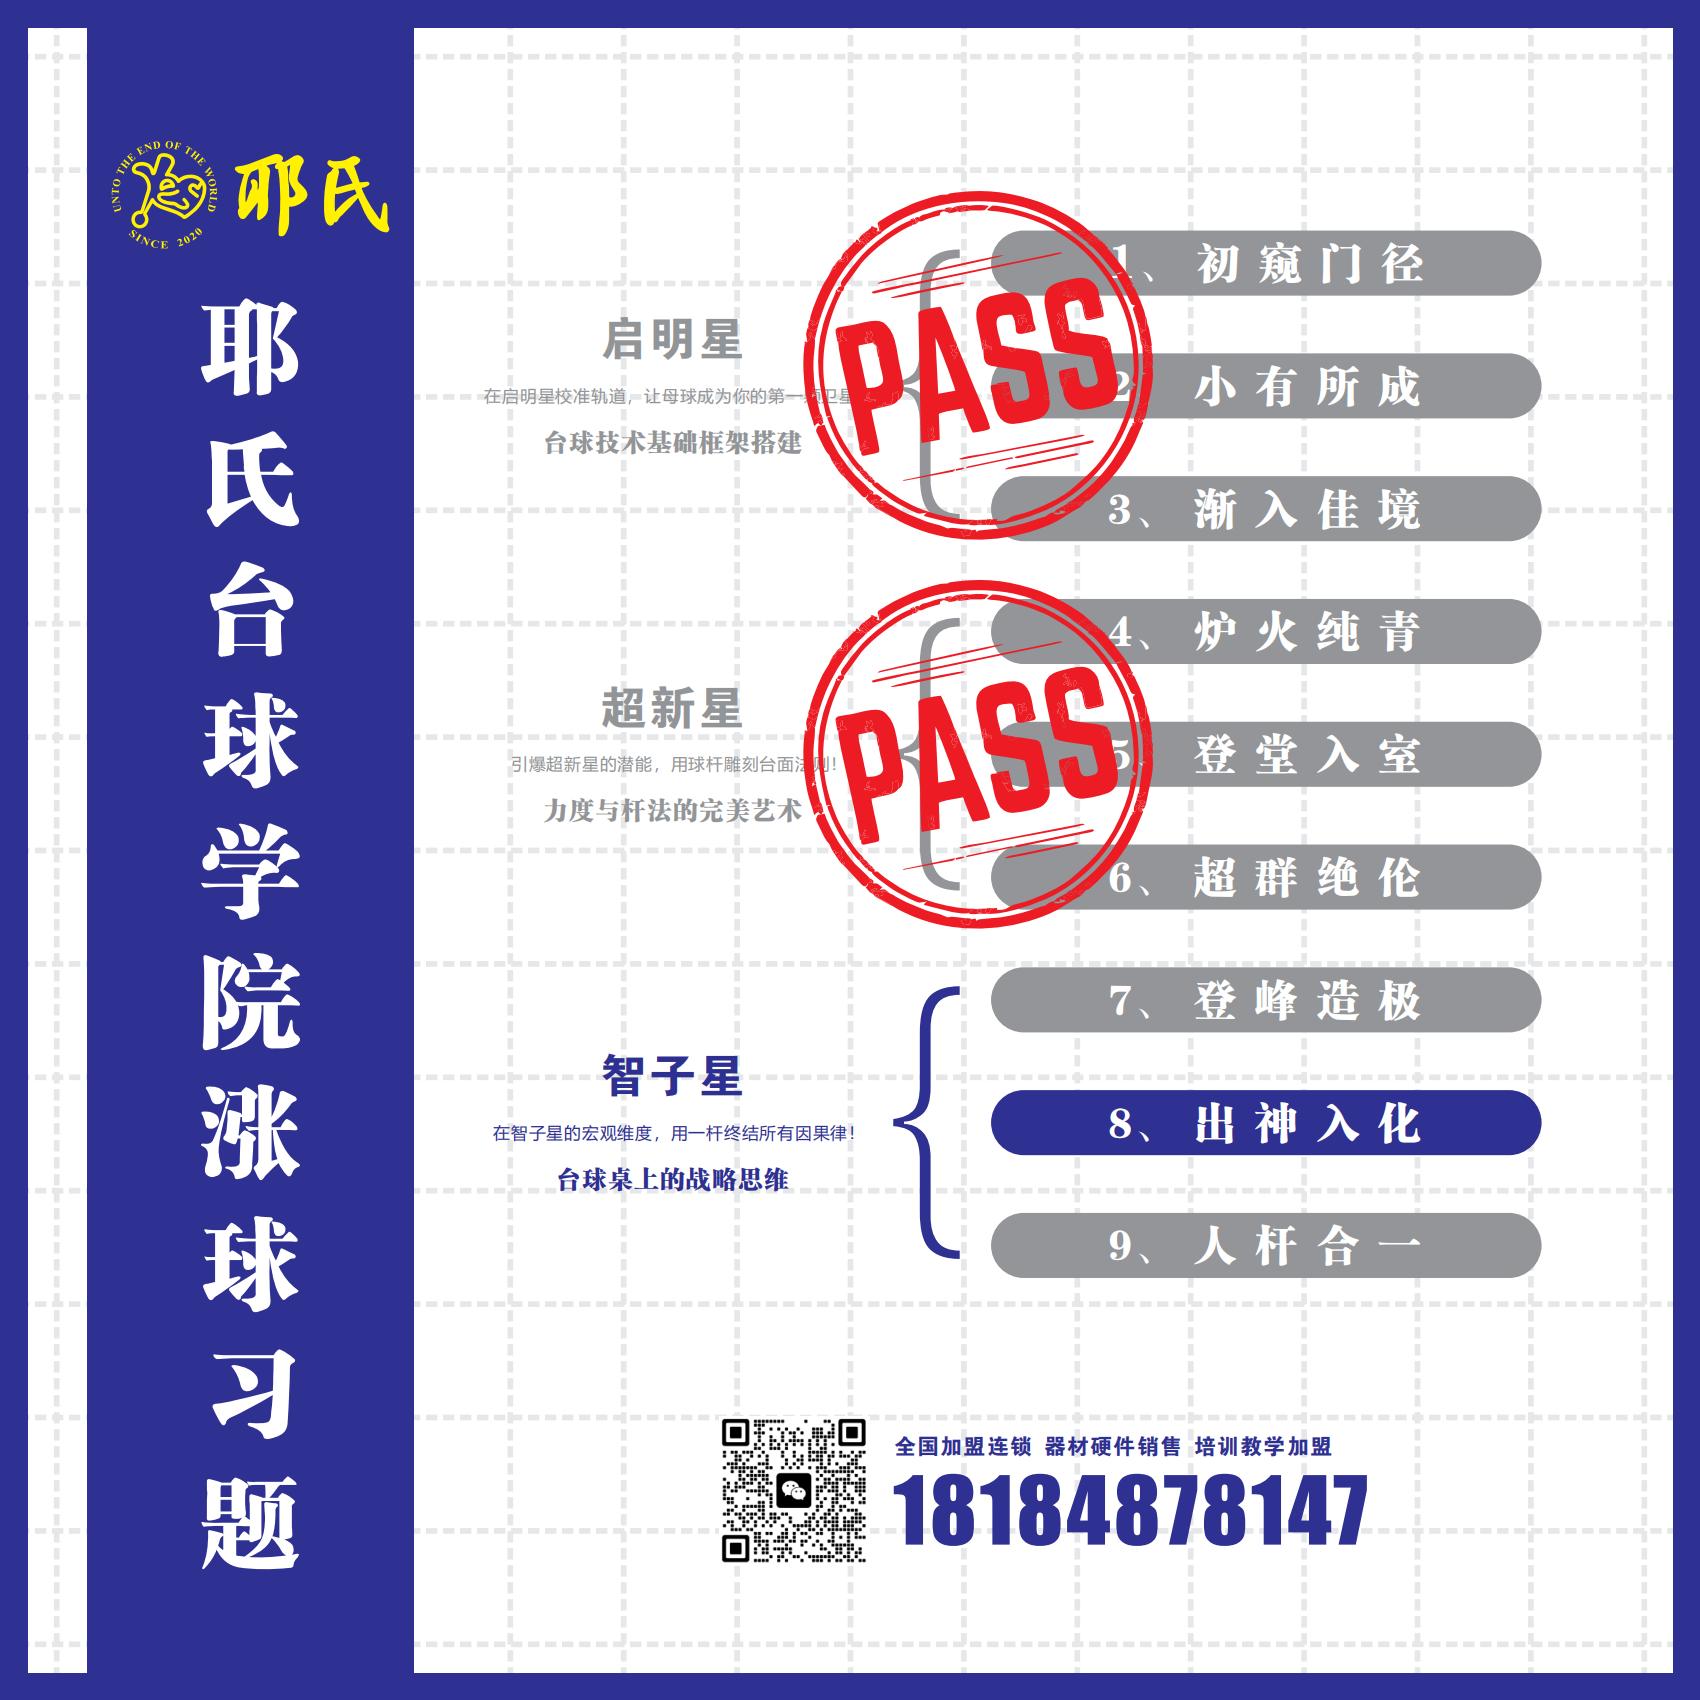 UNTO THE END OF THE WORLD
SINCE 2020
耶氏
耶氏台球学院涨球习题
启明星
在启明星校准轨道，让母球成为你的第一颗卫星
台球技术基础框架搭建
PASS
1、初窥门径
2 小有所成
3、渐入佳境
超新星
引爆超新星的潜能，用球杆雕刻台面法则！
力度与杆法的完美艺术
PASS
4、炉火纯青
5、登堂入室
6、超群绝伦
智子星
在智子星的宏观维度，用一杆终结所有因果律！
台球桌上的战略思维
7、登峰造极
8、出神入化
9、人杆合一
全国加盟连锁 器材硬件销售 培训教学加盟
18184878147